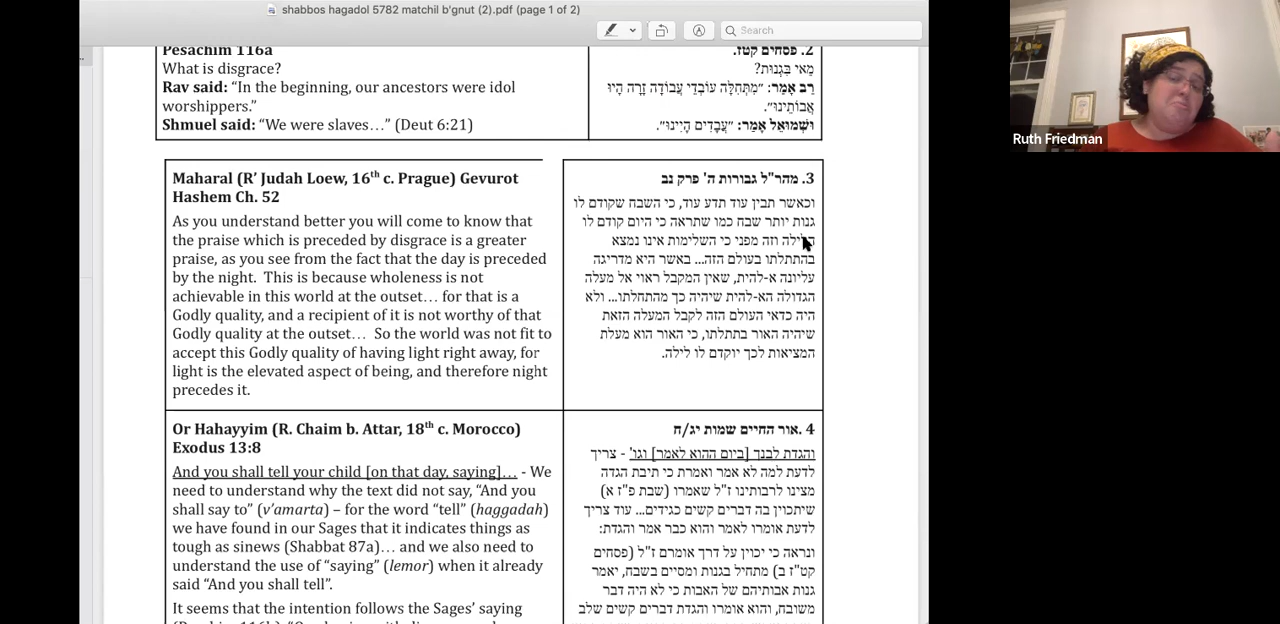 shabbos hagadol 5782 matchil b'gnut (2).pdf (page 1 of 2)
Search
Ruth Friedman
Pesachim 116a
What is disgrace?
Rav said: “In the beginning, our ancestors were idol
worshippers.”
Shmuel said: “We were slaves…” (Deut 6:21)
2. פסחים קטז.
מַאי בִּגְנוּת?
רַב אָמַר: ״מִתְּחִלָּה עוֹבְדֵי עֲבוֹדָה זָרָה הָיוּ
אֲבוֹתֵינוּ״.
וּשְׁמוּאֵל אָמַר: ״עֲבָדִים הָיִינוּ״.
Maharal (R’ Judah Loew, 16th c. Prague) Gevurot
Hashem Ch. 52
As you understand better you will come to know that
the praise which is preceded by disgrace is a greater
praise, as you see from the fact that the day is preceded
by the night. This is because wholeness is not
achievable in this world at the outset… for that is a
Godly quality, and a recipient of it is not worthy of that
Godly quality at the outset… So the world was not fit to
accept this Godly quality of having light right away, for
light is the elevated aspect of being, and therefore night
precedes it.
3. מהר"ל גבורות ה' פרק נב
וכאשר תבין עוד תדע עוד, כי השבח שקודם לו
גנות יותר שבח כמו שתראה כי היום קודם לו
וזה מפני כי השלימות אינו נמצא
בהתחלתו בעולם הזה... באשר היא מדריגה
עליונה א-להית, שאין המקבל ראוי אל מעלה
הגדולה הא-להית שיהיה כך מהתחלתו... ולא
היה כדאי העולם הזה לקבל המעלה הזאת
שיהיה האור בתחלתו, כי האור הוא מעלת
המציאות לכך יוקדם לו לילה.
Or Hahayyim (R. Chaim b. Attar, 18th c. Morocco)
Exodus 13:8
And you shall tell your child [on that day, saying]… - We
need to understand why the text did not say, “And you
shall say to” (v’amarta) – for the word “tell” (haggadah)
we have found in our Sages that it indicates things as
tough as sinews (Shabbat 87a)… and we also need to
understand the use of “saying” (lemor) when it already
said “And you shall tell”.
It seems that the intention follows the Sages’ saying
4 .אור החיים שמות יג/ח
והגדת לבנך [ביום ההוא לאמר] וגו' - צריך
לדעת למה לא אמר ואמרת כי תיבת הגדה
מצינו לרבותינו ז"ל שאמרו (שבת פ"ז א)
שיתכוין בה דברים קשים כגידים... עוד צריך
לדעת אומרו לאמר והוא כבר אמר והגדת:
ונראה כי יכוין על דרך אומרם ז"ל (פסחים
קט"ז ב) מתחיל בגנות ומסיים בשבח, יאמר
גנות אבותיהם של האבות כי לא היה דבר
משובח, והוא אומרו והגדת דברים קשים שלב